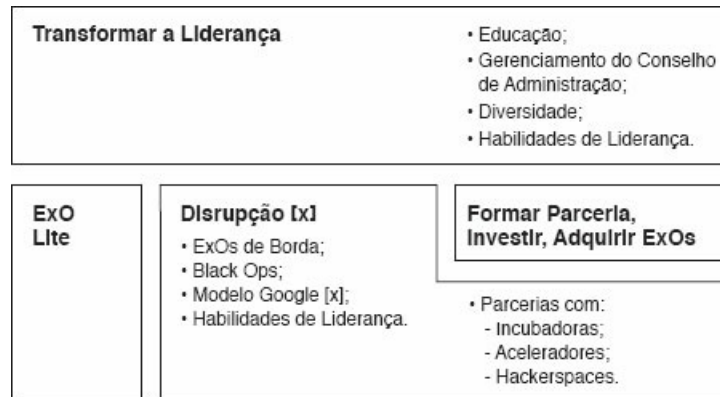 Transformar a Liderança
• Educação;
• Gerenciamento do Conselho
de Administração;
• Diversidade;
• Habilidades de Liderança.
ExO
Lite
Disrupção [x]
• ExOs de Borda;
• Black Ops;
• Modelo Google [x];
• Habilidades de Liderança.
Formar Parceria,
Investir, Adquirir ExOs
• Parcerias com:
- Incubadoras;
- Aceleradores;
- Hackerspaces.